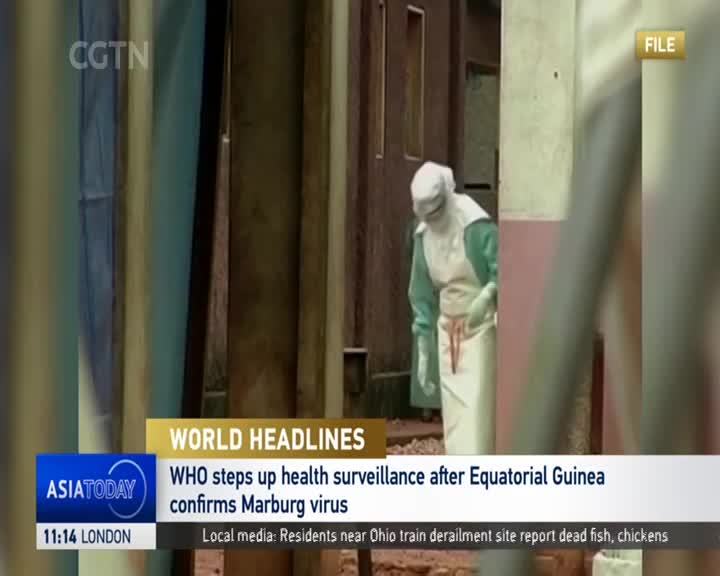 CGTN
FILE
WORLD HEADLINES
WHO steps up health surveillance after Equatorial Guinea
confirms Marburg virus
ASIATODAY
11:14 LONDON
Local media: Residents near Ohio train derailment site report dead fish, chickens